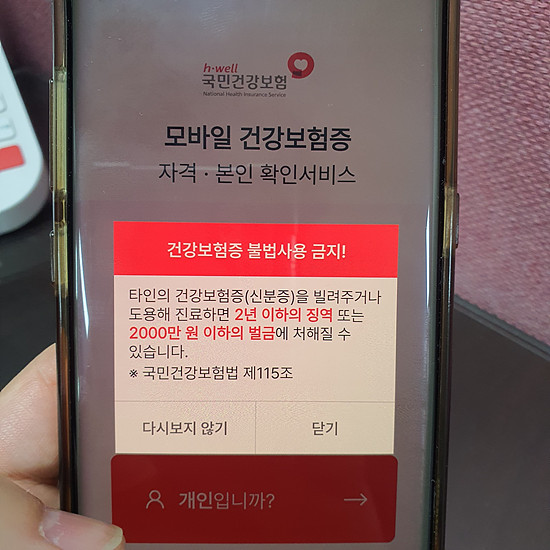 h·well
국민건강보험
National Health Insurance Service
모바일 건강보험증
자격 · 본인 확인서비스
건강보험증 불법사용 금지!
타인의 건강보험증(신분증)을 빌려주거나
도용해 진료하면 2년 이하의 징역 또는
2000만 원 이하의 벌금에 처해질 수
있습니다.
※ 국민건강보험법 제115조
다시보지 않기 닫기
개인입니까? →